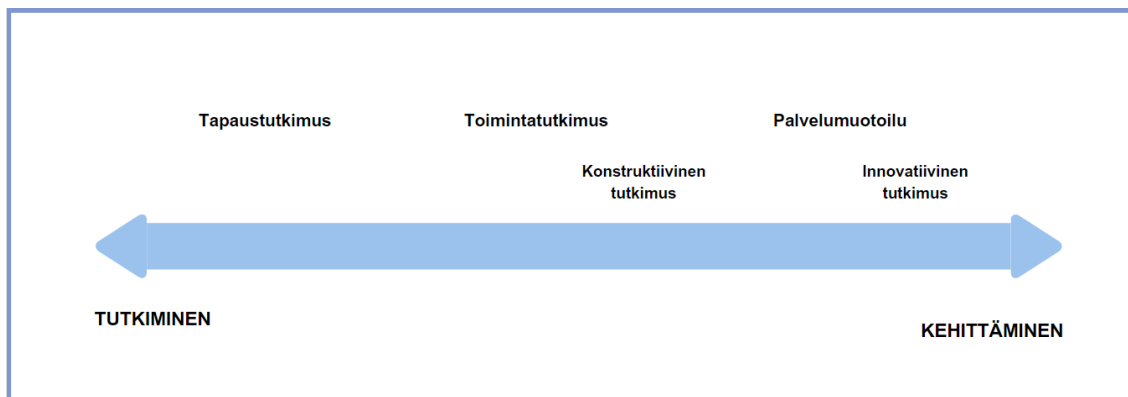 Tapaustutkimus
Toimintatutkimus
Palvelumuotoilu
Konstruktiivinen
tutkimus
Innovatiivinen
tutkimus
TUTKIMINEN
KEHITTÄMINEN